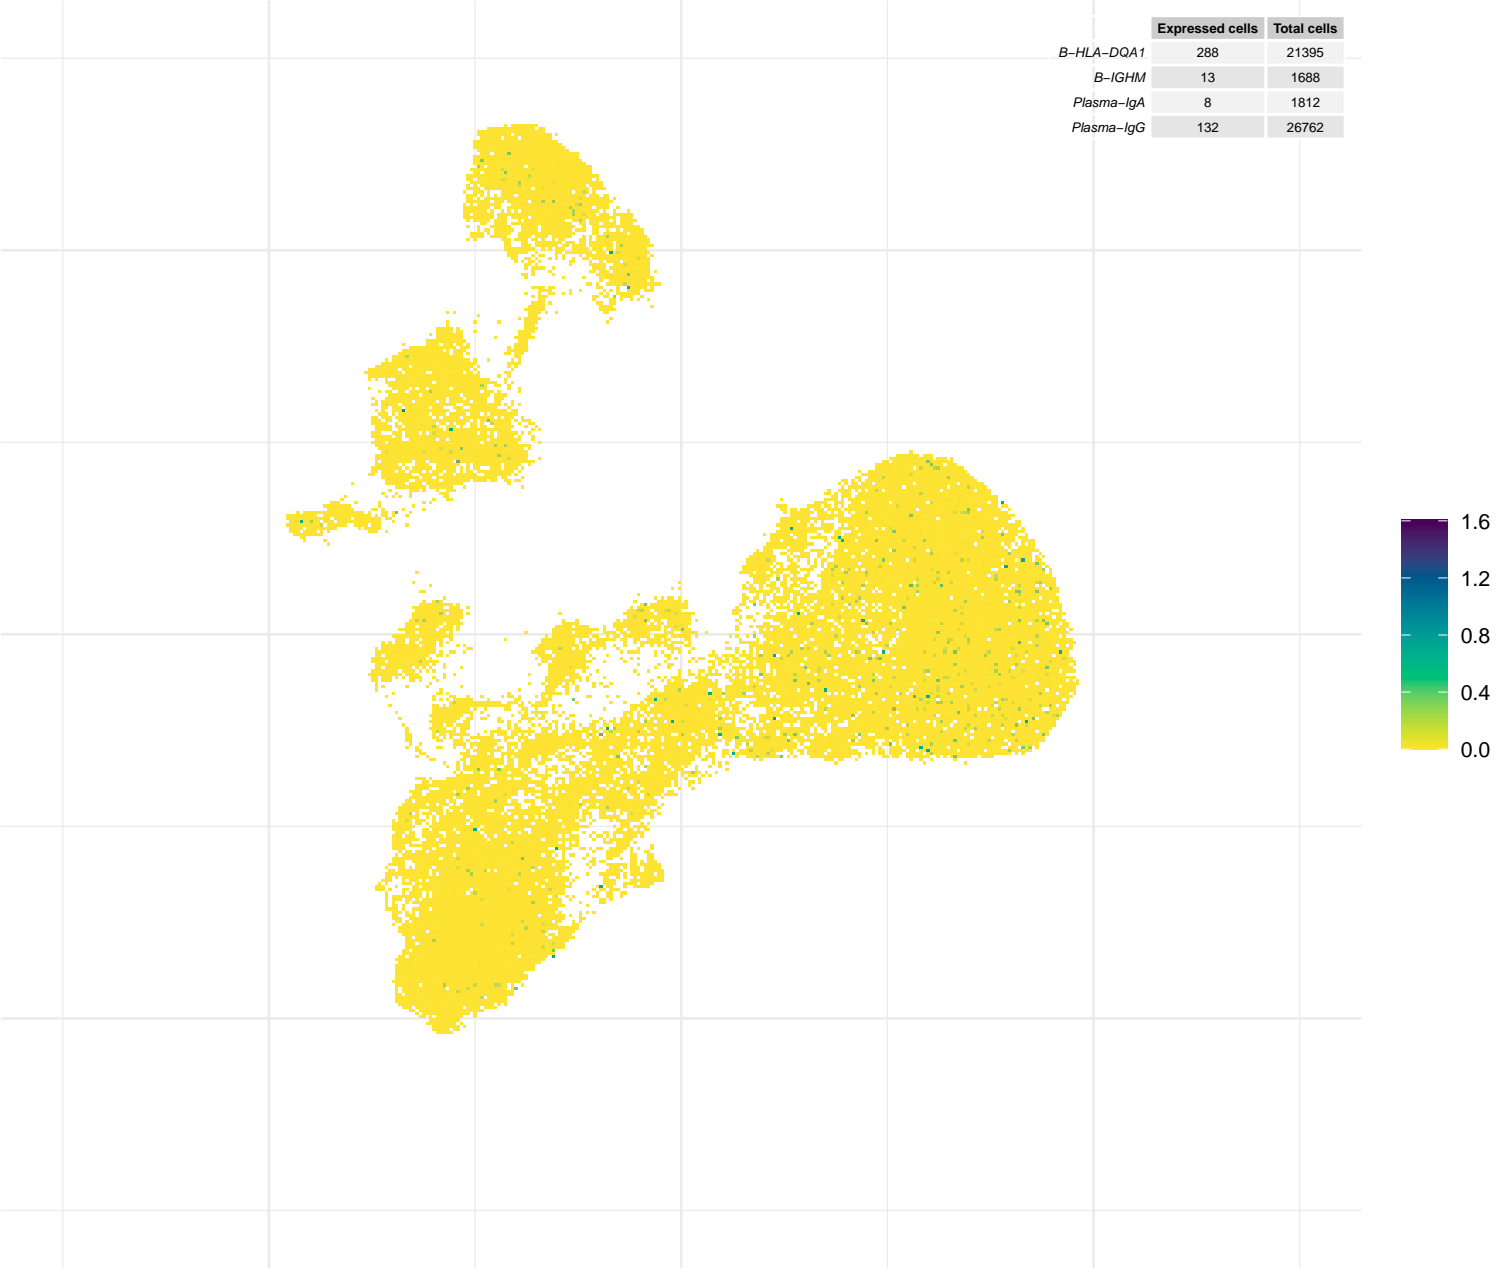 Expressed cells Total cells
B−HLA−DQA1 288 21395
B−IGHM 13 1688
Plasma−IgA 8 1812
Plasma−IgG 132 26762
1.6
1.2
0.8
0.4
0.0